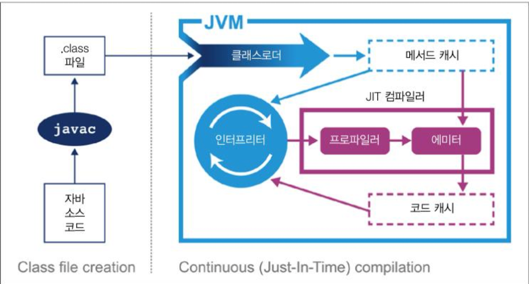 JVM
.class
파일
클래스로더
메서드 캐시
JIT 컴파일러
javac
인터프리터
프로파일러
에미터
자바
소스
코드
코드 캐시
Class file creation
Continuous (Just-In-Time) compilation